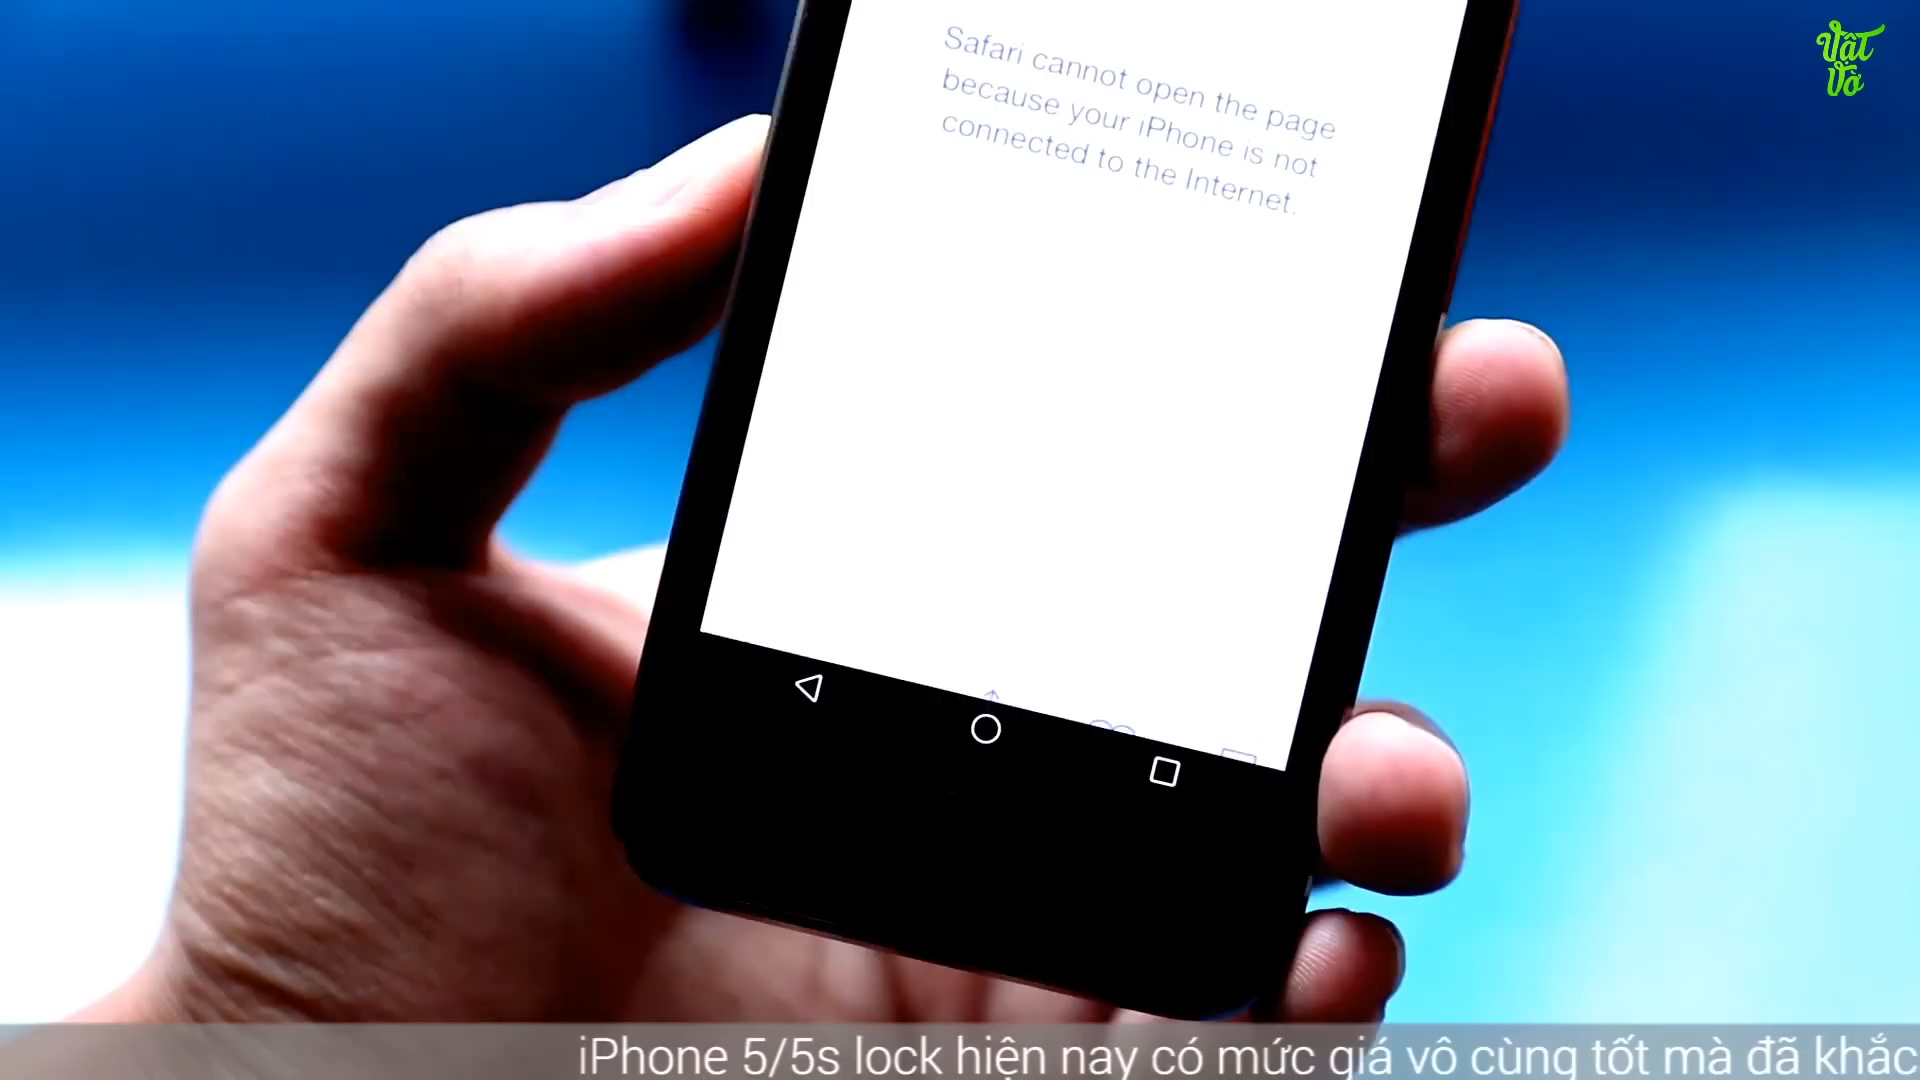 Vật
Vờ
Safari cannot open the page
because your iPhone is not
connected to the Internet.
iPhone 5/5s lock hiện nay có mức giá vô cùng tốt mà đã khắc